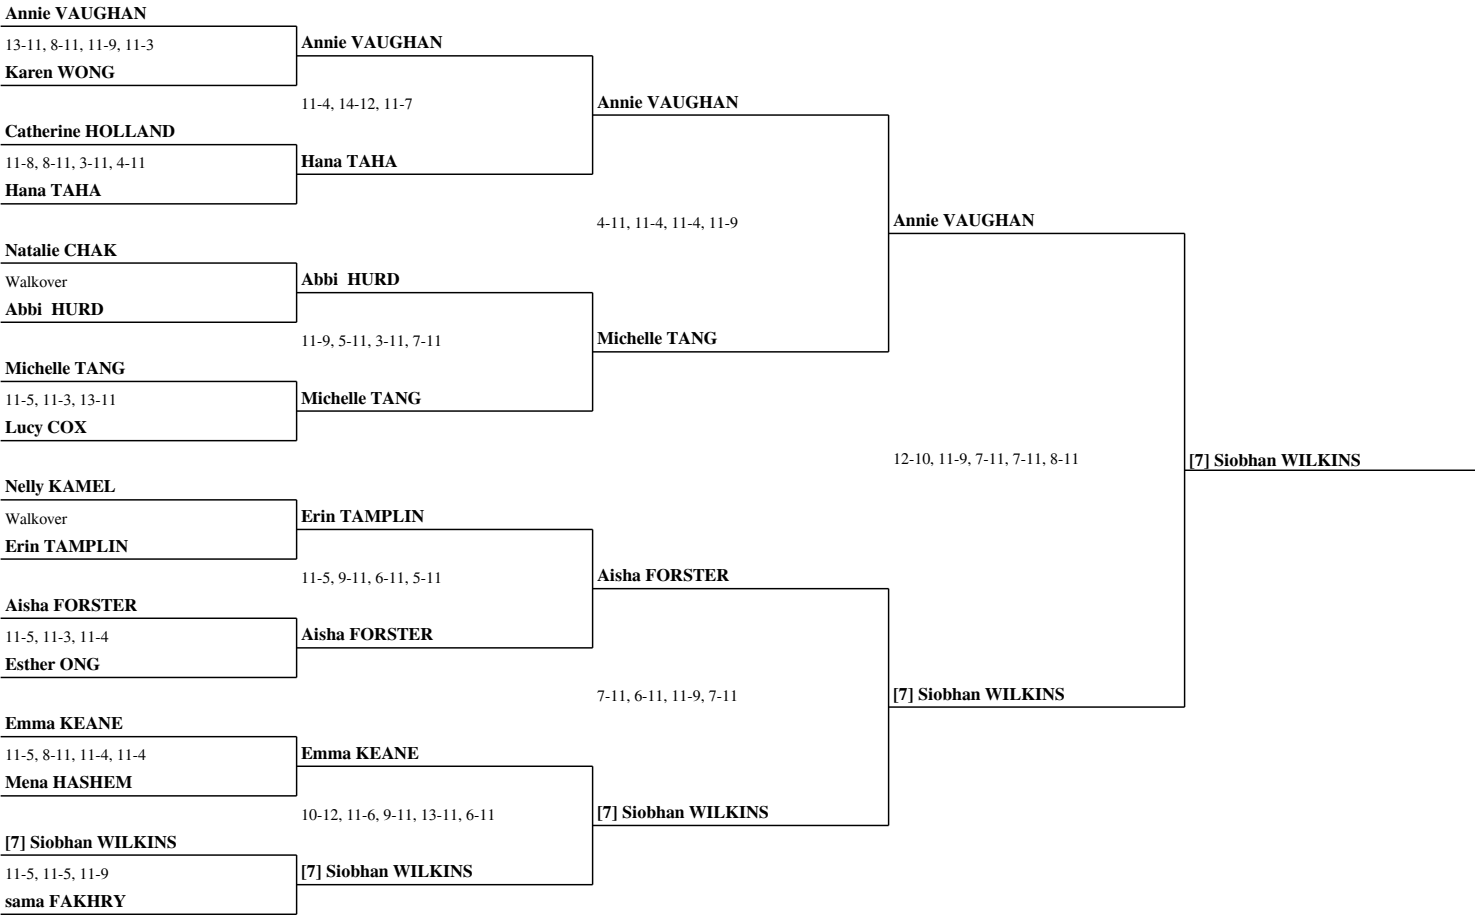 Annie VAUGHAN
13-11, 8-11, 11-9, 11-3
Karen WONG
Catherine HOLLAND
11-8, 8-11, 3-11, 4-11
Hana TAHA
Natalie CHAK
Walkover
Abbi  HURD
Michelle TANG
11-5, 11-3, 13-11
Lucy COX
Nelly KAMEL
Walkover
Erin TAMPLIN
Aisha FORSTER
11-5, 11-3, 11-4
Esther ONG
Emma KEANE
11-5, 8-11, 11-4, 11-4
Mena HASHEM
[7] Siobhan WILKINS
11-5, 11-5, 11-9
sama FAKHRY
Annie VAUGHAN
11-4, 14-12, 11-7
Hana TAHA
Abbi  HURD
11-9, 5-11, 3-11, 7-11
Michelle TANG
Erin TAMPLIN
11-5, 9-11, 6-11, 5-11
Aisha FORSTER
Emma KEANE
10-12, 11-6, 9-11, 13-11, 6-11
[7] Siobhan WILKINS
Annie VAUGHAN
4-11, 11-4, 11-4, 11-9
Michelle TANG
Aisha FORSTER
7-11, 6-11, 11-9, 7-11
[7] Siobhan WILKINS
Annie VAUGHAN
12-10, 11-9, 7-11, 7-11, 8-11
[7] Siobhan WILKINS
[7] Siobhan WILKINS